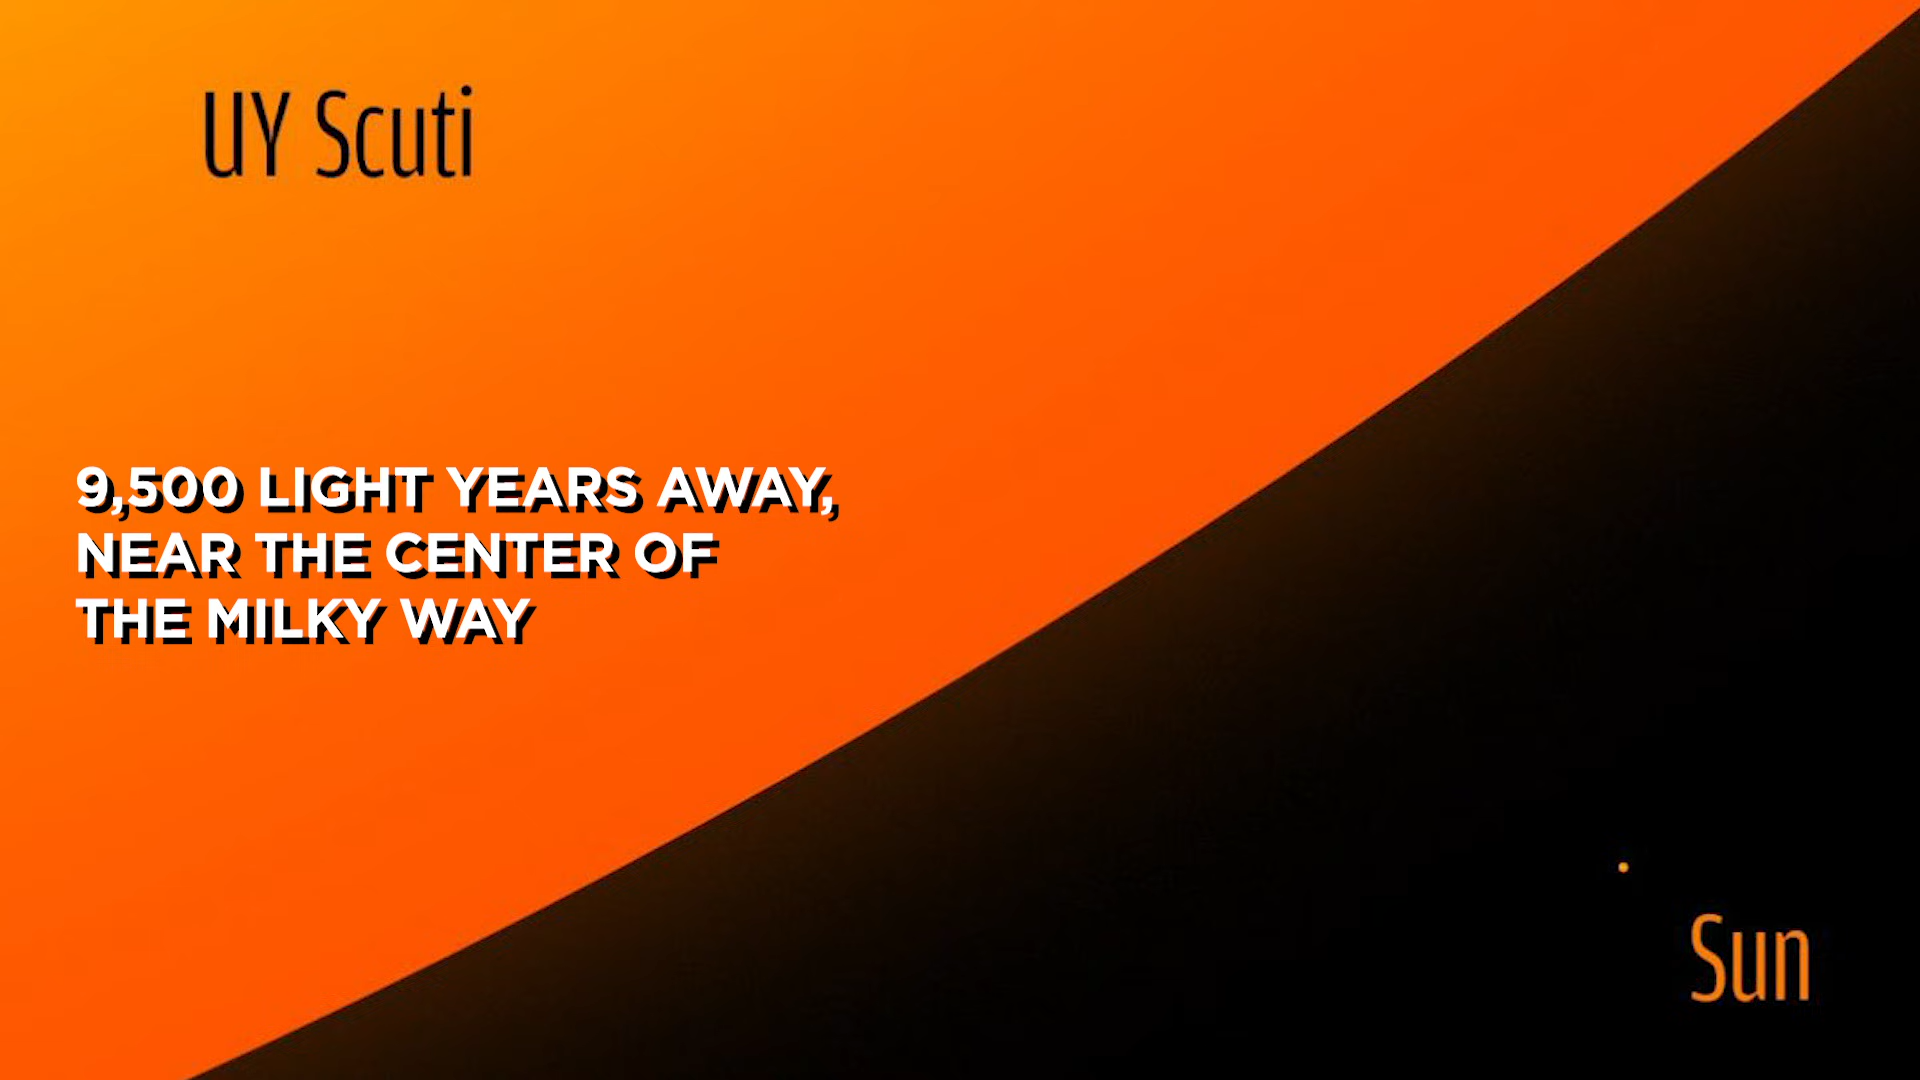 UY Scuti
9,500 LIGHT YEARS AWAY,
NEAR THE CENTER OF
THE MILKY WAY
Sun